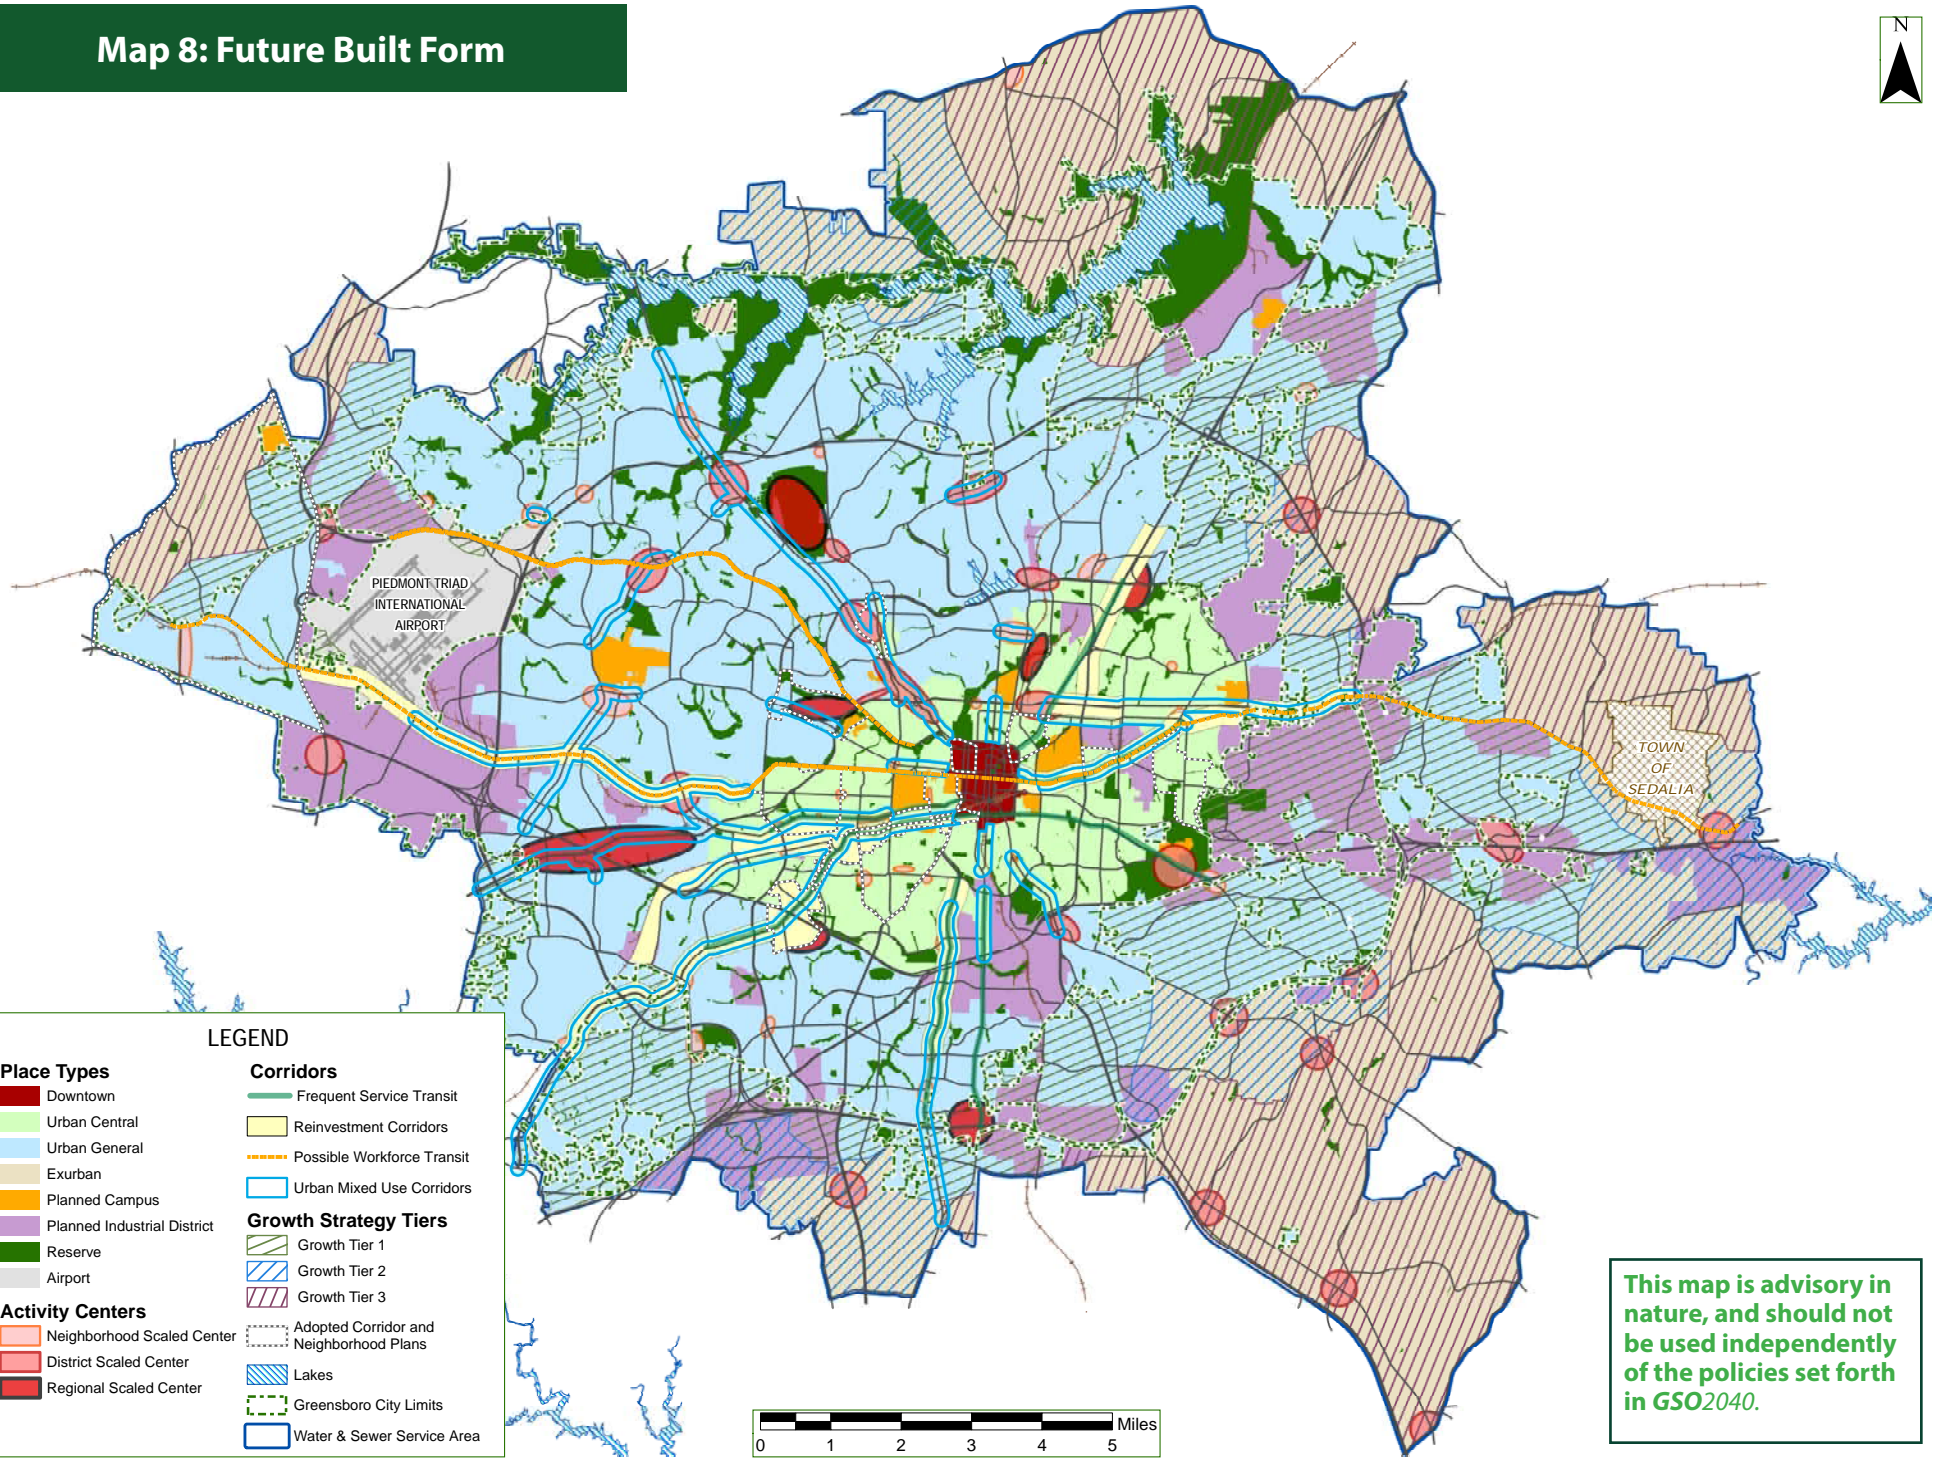 Map 8: Future Built Form
N
PIEDMONT TRIAD
INTERNATIONAL
AIRPORT
TOWN
OF
SEDALIA
LEGEND
Place Types
Downtown
Urban Central
Urban General
Exurban
Planned Campus
Planned Industrial District
Reserve
Airport
Activity Centers
Neighborhood Scaled Center
District Scaled Center
Regional Scaled Center
Corridors
Frequent Service Transit
Reinvestment Corridors
Possible Workforce Transit
Urban Mixed Use Corridors
Growth Strategy Tiers
Growth Tier 1
Growth Tier 2
Growth Tier 3
Adopted Corridor and
Neighborhood Plans
Lakes
Greensboro City Limits
Water & Sewer Service Area
Miles
0 1 2 3 4 5
This map is advisory in
nature, and should not
be used independently
of the policies set forth
in GSO2040.